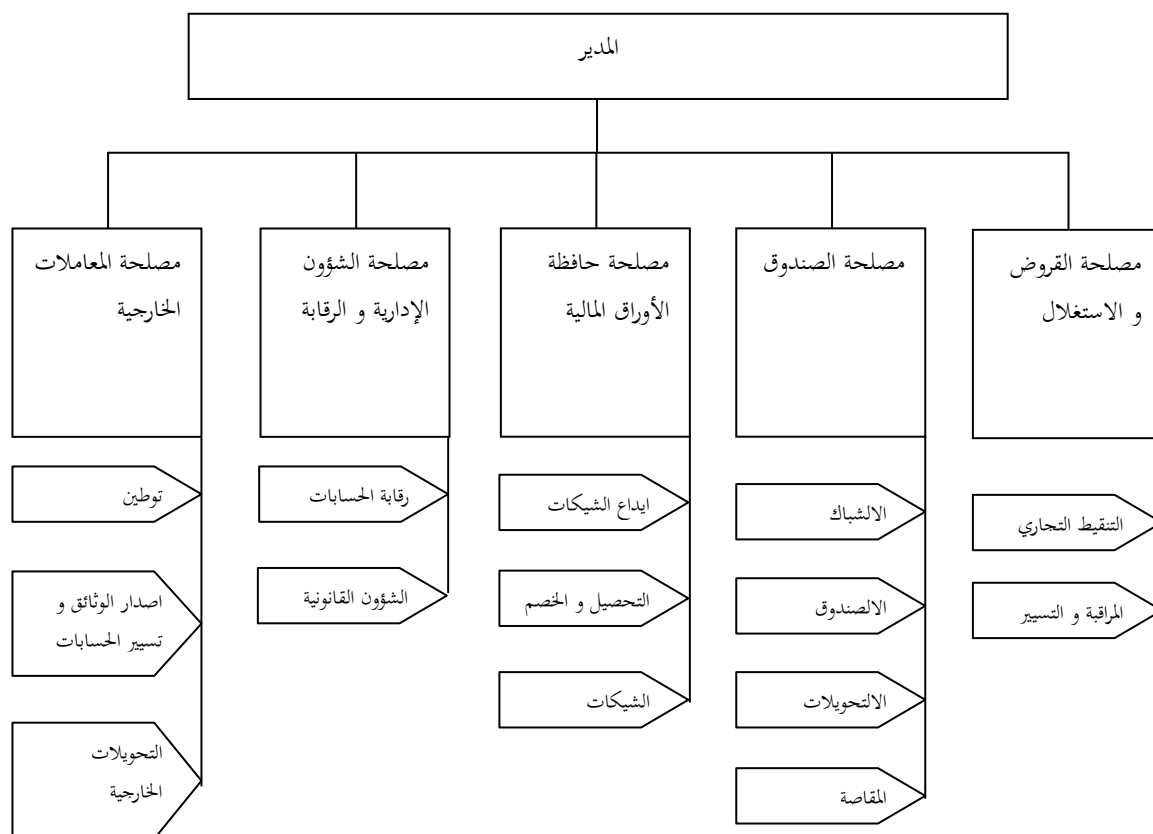 المدير
مصلحة القروض
و الاستغلال
مصلحة الصندوق
مصلحة حافظة
الأوراق المالية
مصلحة الشؤون
الإدارية و الرقابة
مصلحة المعاملات
الخارجية
التنقيط التجاري
المراقبة و التسيير
الالشباك
الالصندوق
الالتحويلات
المقاصة
ايداع الشيكات
التحصيل و الخصم
الشيكات
رقابة الحسابات
الشؤون القانونية
توطين
اصدار الوثائق و
تسيير الحسابات
التحويلات
الخارجية